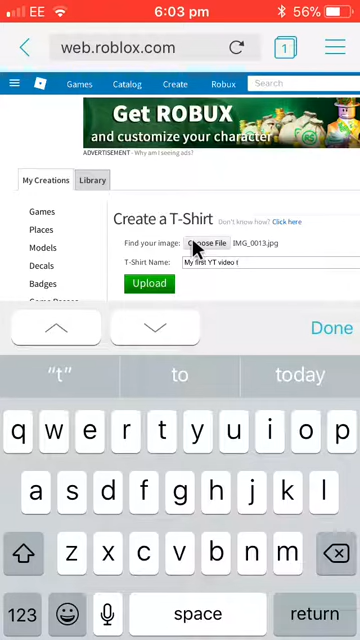 EE 6:03 pm 56%
web.roblox.com 1
Games Catalog Create Robux Search
Get ROBUX
and customize your character
ADVERTISEMENT - Why am I seeing ads?
My Creations Library
Create a T-Shirt Don't know how? Click here
Games
Find your image: Choose File IMG_0013.jpg
Places
T-Shirt Name: My first YT video t
Models
Upload
Decals
Badges
Done
"t" to today
q w e r t y u i o p
a s d f g h j k l
z x c v b n m
123 space return